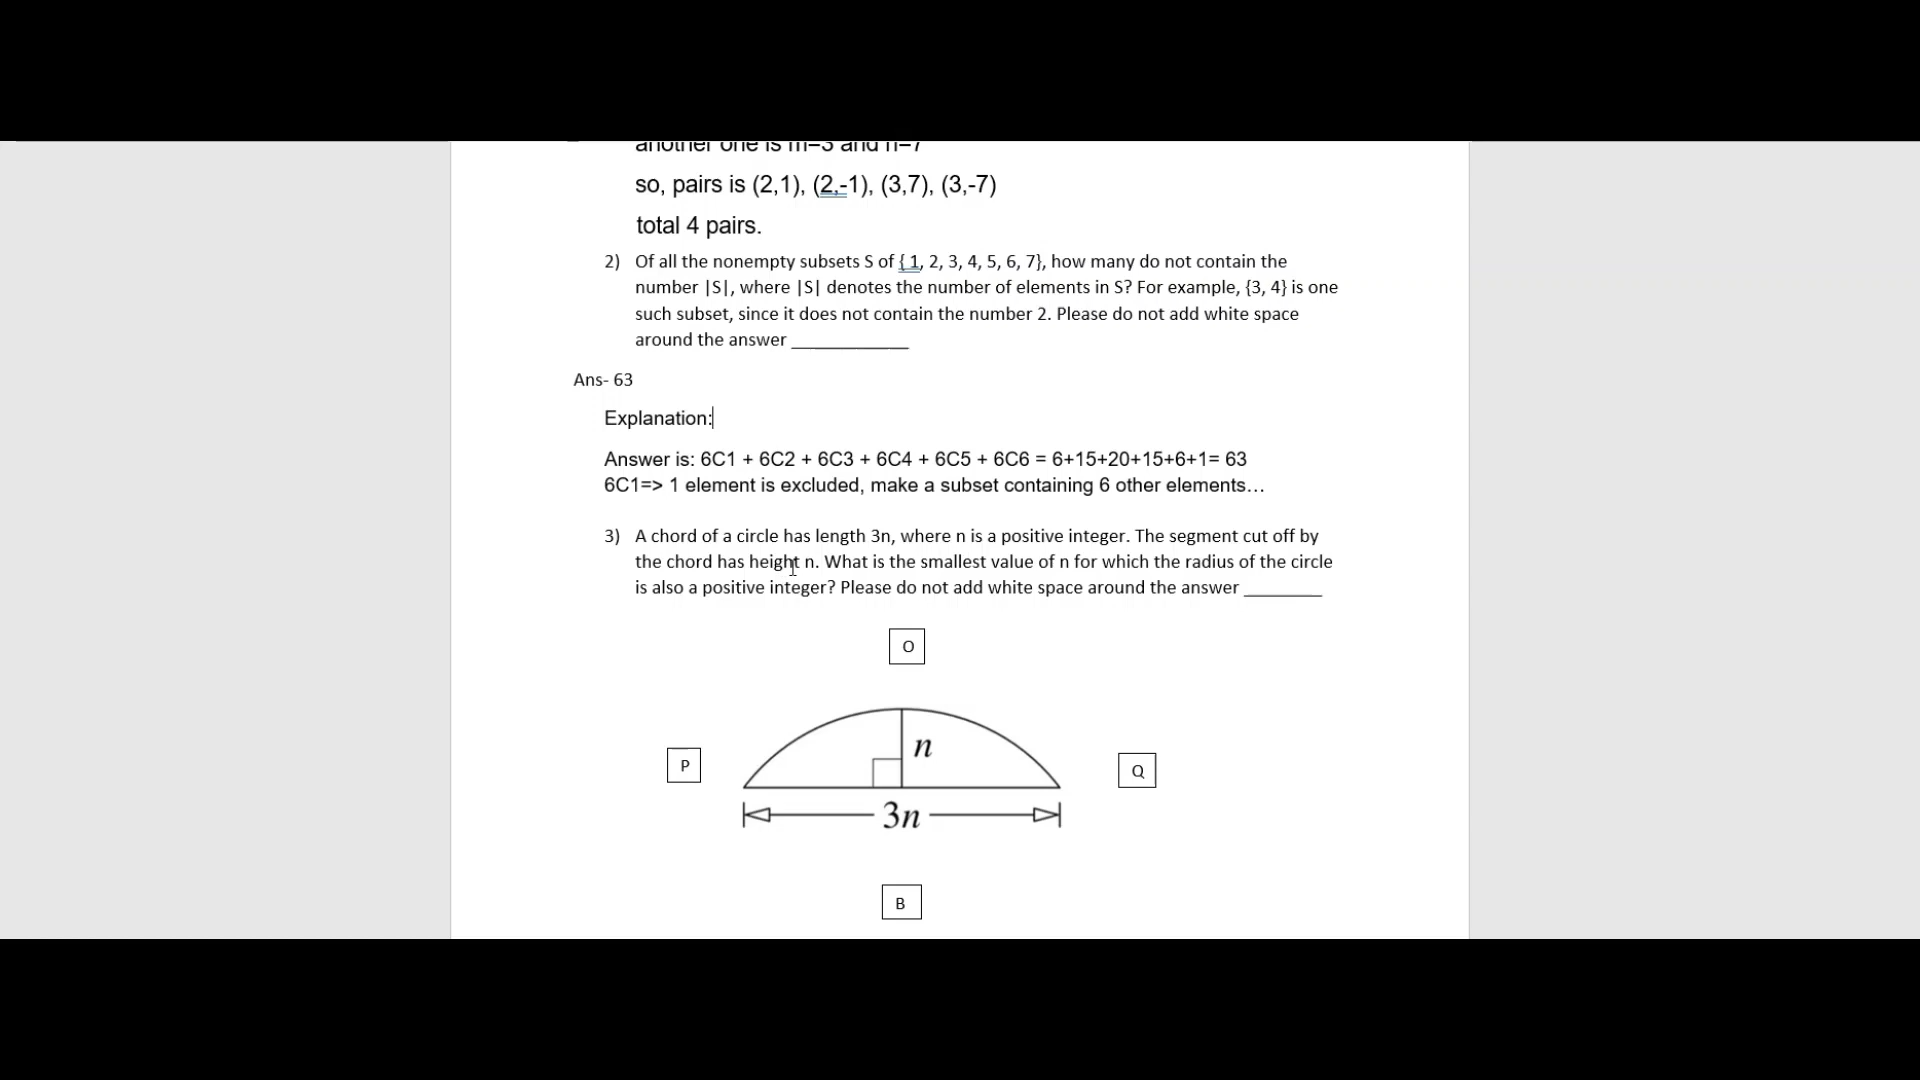 another one is m=3 and n=7
so, pairs is (2,1), (2,-1), (3,7), (3,-7)
total 4 pairs.
2) Of all the nonempty subsets S of { 1, 2, 3, 4, 5, 6, 7}, how many do not contain the
number |S|, where |S| denotes the number of elements in S? For example, {3, 4} is one
such subset, since it does not contain the number 2. Please do not add white space
around the answer ____________
Ans- 63
Explanation:
Answer is: 6C1 + 6C2 + 6C3 + 6C4 + 6C5 + 6C6 = 6+15+20+15+6+1= 63
6C1=> 1 element is excluded, make a subset containing 6 other elements…
3) A chord of a circle has length 3n, where n is a positive integer. The segment cut off by
the chord has height n. What is the smallest value of n for which the radius of the circle
is also a positive integer? Please do not add white space around the answer ________
O
n
P
Q
3n
B